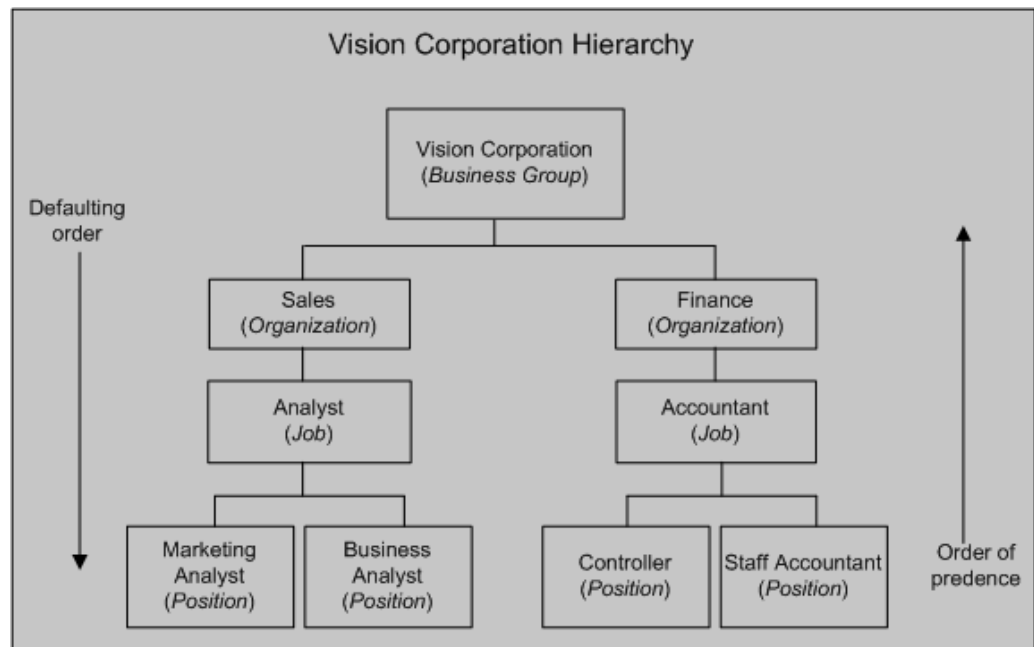 Vision Corporation Hierarchy
Vision Corporation
(Business Group)
Defaulting
order
Sales
(Organization)
Finance
(Organization)
Analyst
(Job)
Accountant
(Job)
Marketing
Analyst
(Position)
Business
Analyst
(Position)
Controller
(Position)
Staff Accountant
(Position)
Order of
predence